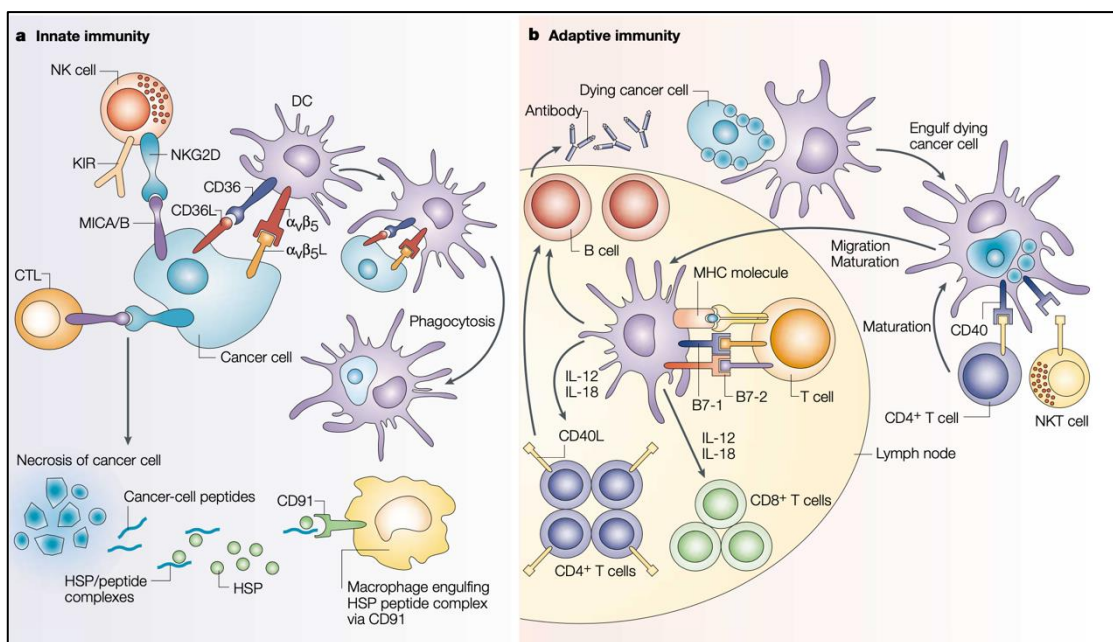 a Innate immunity
NK cell
KIR
NKG2D
MICA/B
DC
CD36
CD36L
αvβ5
αvβ5L
CTL
Cancer cell
Phagocytosis
Necrosis of cancer cell
Cancer-cell peptides
HSP/peptide
complexes
HSP
CD91
Macrophage engulfing
HSP peptide complex
via CD91
b Adaptive immunity
Dying cancer cell
Antibody
Engulf dying
cancer cell
B cell
Migration
Maturation
MHC molecule
Maturation
CD40
IL-12
IL-18
B7-1
B7-2
T cell
CD4+ T cell
NKT cell
CD40L
IL-12
IL-18
Lymph node
CD8+ T cells
CD4+ T cells